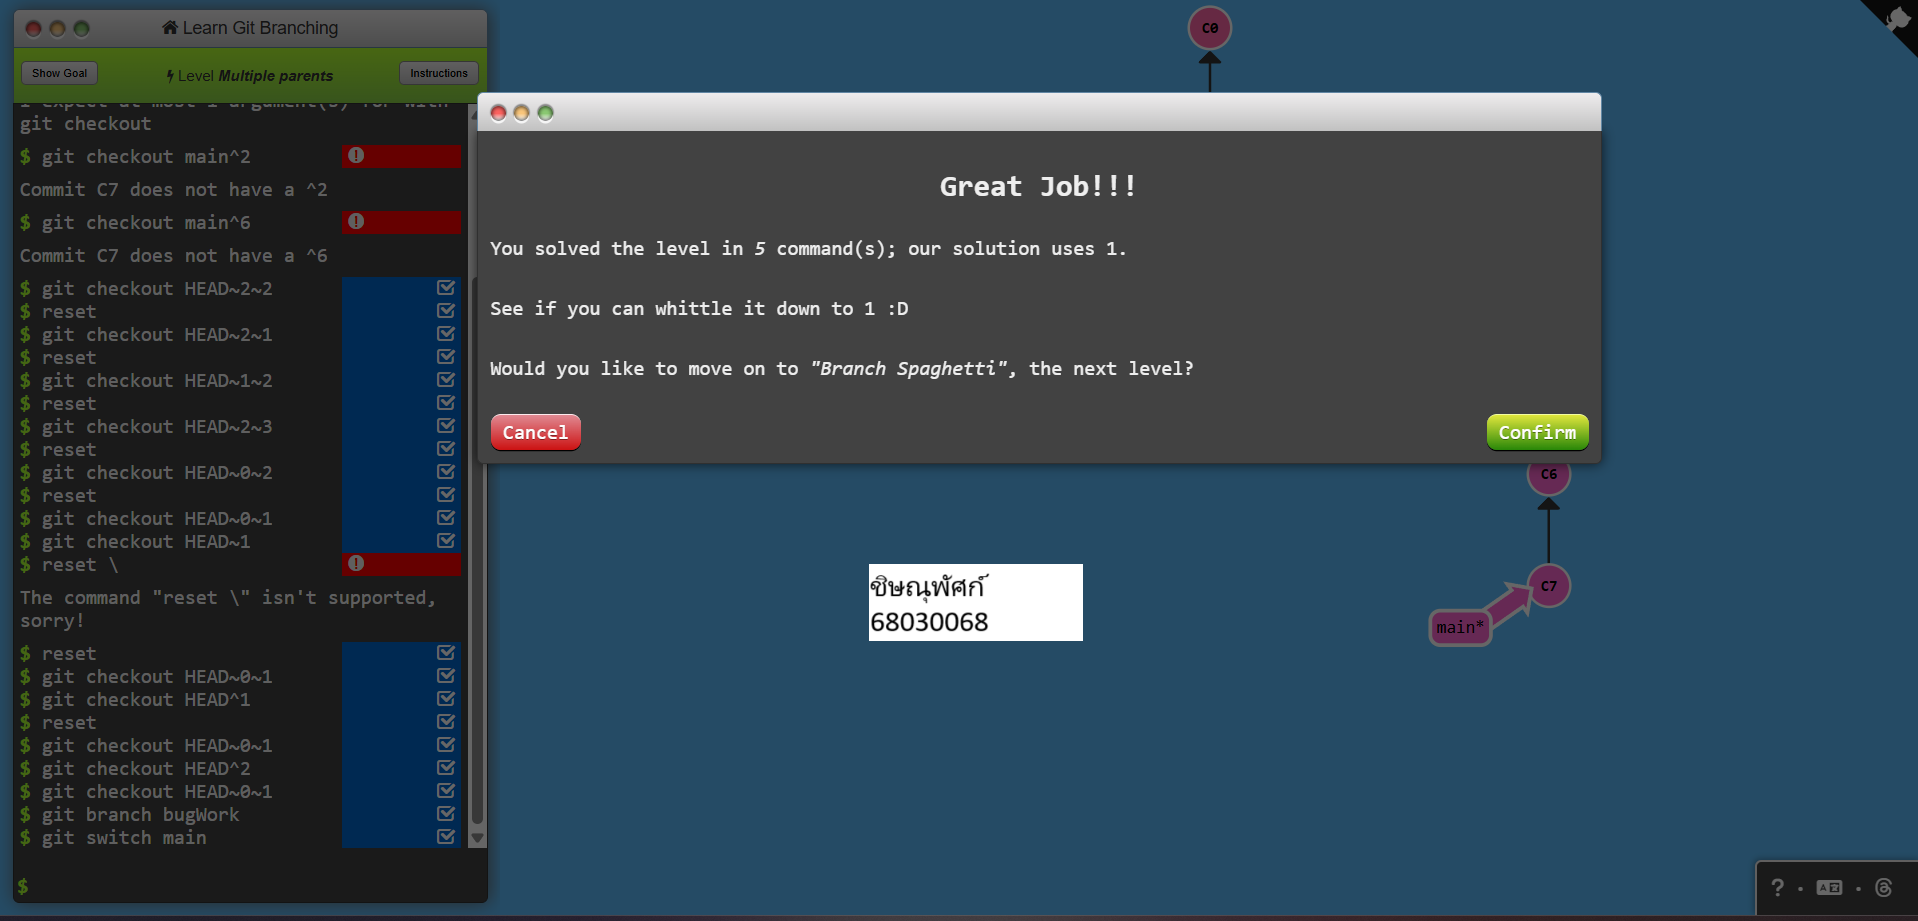 Learn Git Branching
Show Goal
Level Multiple parents
Instructions
I expect at most 1 argument(s) for with
git checkout
$ git checkout main^2
Commit C7 does not have a ^2
$ git checkout main^6
Commit C7 does not have a ^6
$ git checkout HEAD~2~2
$ reset
$ git checkout HEAD~2~1
$ reset
$ git checkout HEAD~1~2
$ reset
$ git checkout HEAD~2~3
$ reset
$ git checkout HEAD~0~2
$ reset
$ git checkout HEAD~0~1
$ git checkout HEAD~1
$ reset \
The command "reset \" isn't supported,
sorry!
$ reset
$ git checkout HEAD~0~1
$ git checkout HEAD^1
$ reset
$ git checkout HEAD~0~1
$ git checkout HEAD^2
$ git checkout HEAD~0~1
$ git branch bugWork
$ git switch main
$
C0
Great Job!!!
You solved the level in 5 command(s); our solution uses 1.
See if you can whittle it down to 1 :D
Would you like to move on to "Branch Spaghetti", the next level?
Cancel
Confirm
C6
C7
main*
ชิษณุพัศก์
68030068
?